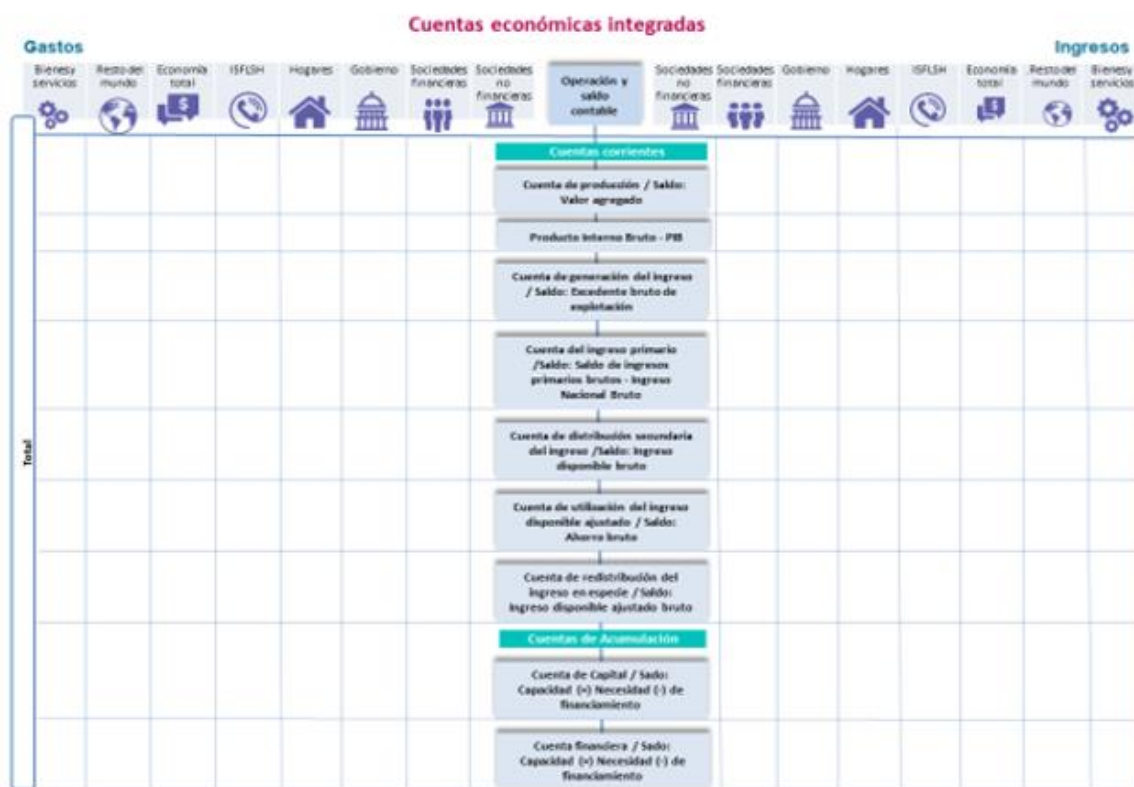 Cuentas económicas integradas
Gastos
Ingresos
Bienes y
servicios
Resto del
mundo
Economía
total
ISFLSH
Hogares
Gobierno
Sociedades
financieras
Sociedades
no
financieras
Operación y
saldo
contable
Sociedades
no
financieras
Sociedades
financieras
Gobierno
Hogares
ISFLSH
Economía
total
Resto del
mundo
Bienes y
servicios
Cuentas corrientes
Cuenta de producción / Saldo:
Valor agregado
Producto Interno Bruto - PIB
Cuenta de generación del ingreso
/ Saldo: Excedente bruto de
explotación
Cuenta del ingreso primario
/Saldo: Saldo de ingresos
primarios brutos - Ingreso
Nacional Bruto
Cuenta de distribución secundaria
del ingreso /Saldo: Ingreso
disponible bruto
Cuenta de utilización del ingreso
disponible ajustado / Saldo:
Ahorro bruto
Cuenta de redistribución del
ingreso en especie / Saldo:
Ingreso disponible ajustado bruto
Cuentas de Acumulación
Cuenta de Capital / Sado:
Capacidad (+) Necesidad (-) de
financiamiento
Cuenta financiera / Sado:
Capacidad (+) Necesidad (-) de
financiamiento
Total